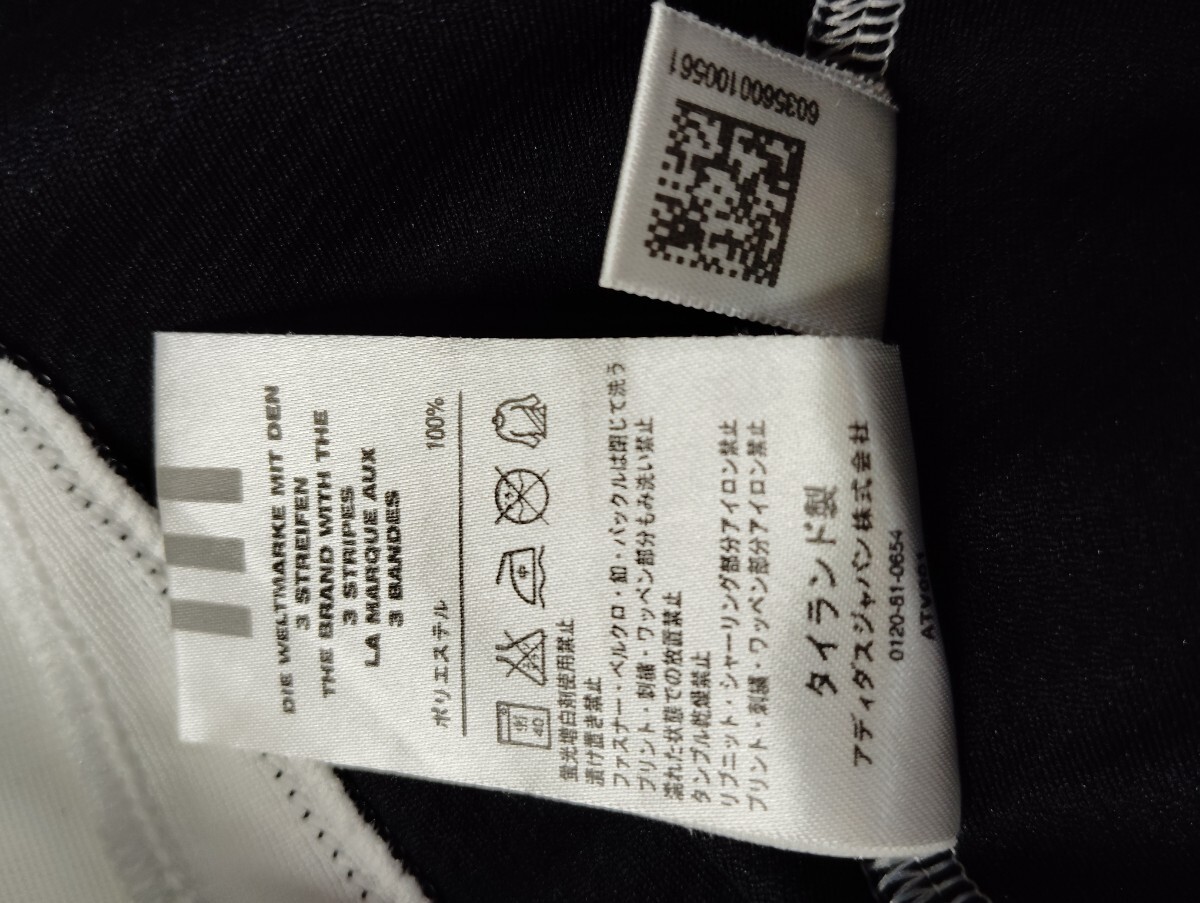 6035600100561
DIE WELTMARKE MIT DEN
3 STREIFEN
THE BRAND WITH THE
3 STRIPES
LA MARQUE AUX
3 BANDES
ポリエステル 100%
40
蛍光増白剤使用禁止
漬け置き禁止
ファスナー・ベルクロ・釦・バックルは閉じて洗う
プリント・刺繍・ワッペン部分もみ洗い禁止
濡れた状態での放置禁止
タンブル乾燥禁止
リブニット・シャーリング部分アイロン禁止
プリント・刺繍・ワッペン部分アイロン禁止
タイランド製
アディダスジャパン株式会社
0120-81-0654